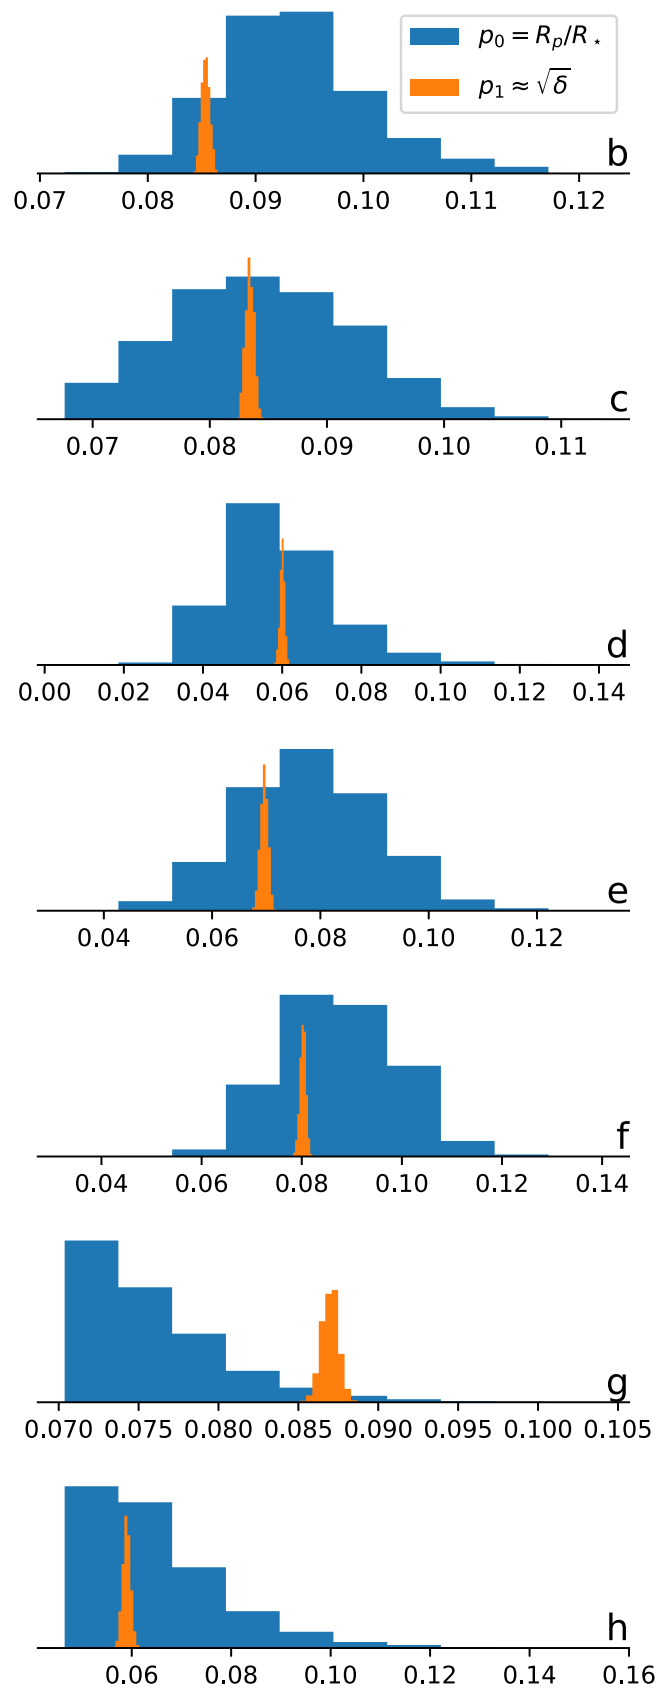 p₀ = Rₚ/R⋆
p₁ ≈ √δ
b
0.07 0.08 0.09 0.10 0.11 0.12
c
0.07 0.08 0.09 0.10 0.11
d
0.00 0.02 0.04 0.06 0.08 0.10 0.12 0.14
e
0.04 0.06 0.08 0.10 0.12
f
0.04 0.06 0.08 0.10 0.12 0.14
g
0.070 0.075 0.080 0.085 0.090 0.095 0.100 0.105
h
0.06 0.08 0.10 0.12 0.14 0.16